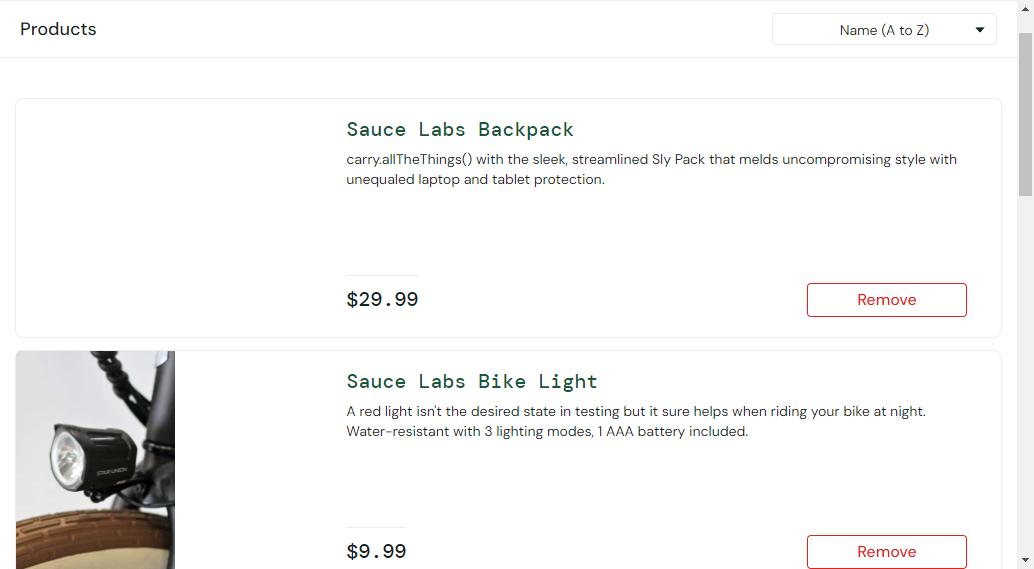 Products
Name (A to Z)
Sauce Labs Backpack
carry.allTheThings() with the sleek, streamlined Sly Pack that melds uncompromising style with
unequaled laptop and tablet protection.
$29.99
Remove
Sauce Labs Bike Light
A red light isn't the desired state in testing but it sure helps when riding your bike at night.
Water-resistant with 3 lighting modes, 1 AAA battery included.
$9.99
Remove